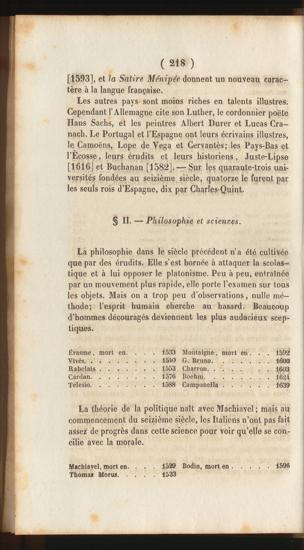 ( 218 )
[1593], et la Satire Ménipée donnent un nouveau carac-
tère à la langue française.
Les autres pays sont moins riches en talents illustres.
Cependant l'Allemagne cite son Luther, le cordonnier poète
Hans Sachs, et les peintres Albert Durer et Lucas Cra-
nach. Le Portugal et l'Espagne ont leurs écrivains illustres,
le Camoëns, Lope de Vega et Cervantès; les Pays-Bas et
l'Écosse, leurs érudits et leurs historiens, Juste-Lipse
[1616] et Buchanan [1582]. — Sur les quarante-trois uni-
versités fondées au seizième siècle, quatorze le furent par
les seuls rois d'Espagne, dix par Charles-Quint.
§ II. — Philosophie et sciences.
La philosophie dans le siècle précédent n'a été cultivée
que par des érudits. Elle s'est bornée à attaquer la scolas-
tique et à lui opposer le platonisme. Peu à peu, entraînée
par un mouvement plus rapide, elle porte l'examen sur tous
les objets. Mais on a trop peu d'observations, nulle mé-
thode; l'esprit humain cherche au hasard. Beaucoup
d'hommes découragés deviennent les plus audacieux scep-
tiques.
Érasme, mort en. . . . 1533 Montaigne, mort en. . . 1592
Vivès. . . . . . . . 1540 G. Bruno. . . . . . . 1600
Rabelais . . . . . . 1553 Charron. . . . . . . 1603
Cardan. . . . . . . 1576 Boehm. . . . . . . 1624
Telesio. . . . . . . 1588 Campanella . . . . . 1639
La théorie de la politique naît avec Machiavel; mais au
commencement du seizième siècle, les Italiens n'ont pas fait
assez de progrès dans cette science pour voir qu'elle se con-
cilie avec la morale.
Machiavel, mort en. . . . 1529 Bodin, mort en . . . . . 1596
Thomas Morus. . . . . 1533